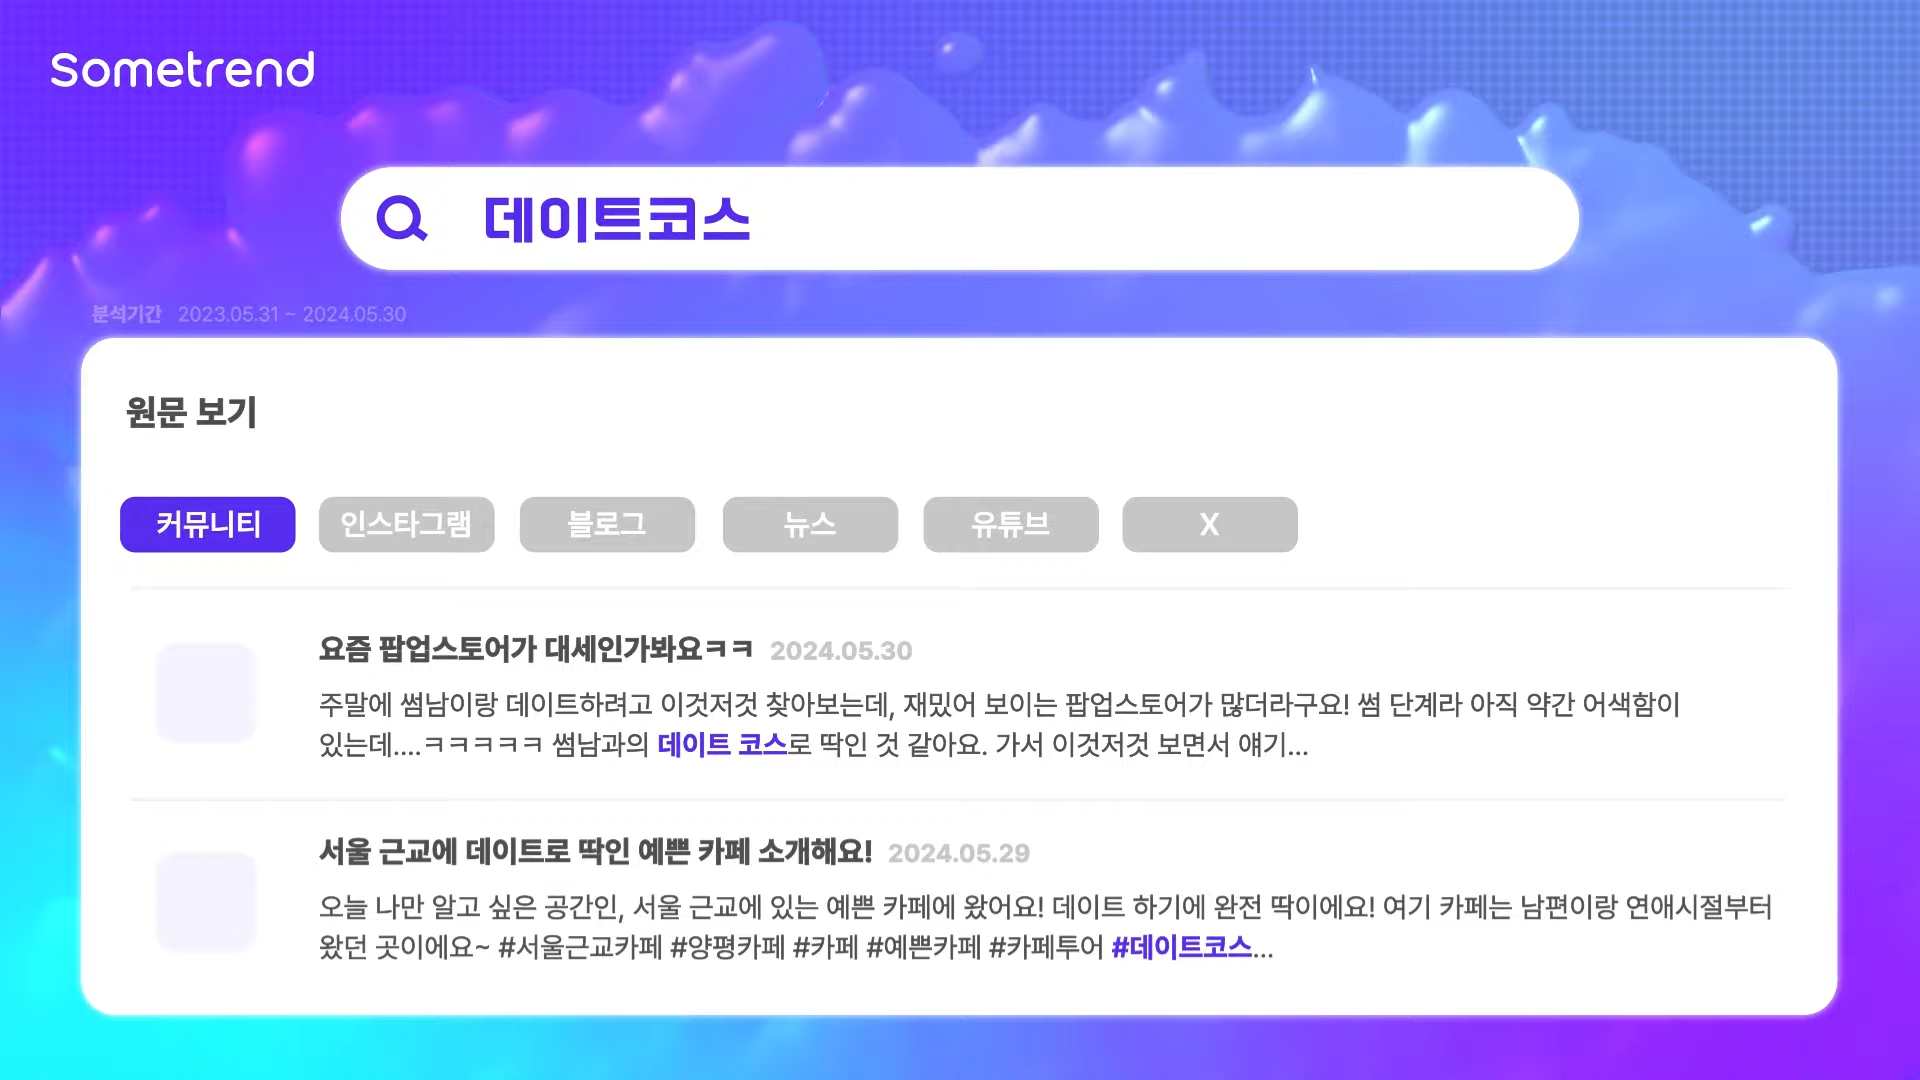 Sometrend
데이트코스
분석기간 2023.05.31 ~ 2024.05.30
원문 보기
커뮤니티 인스타그램 블로그 뉴스 유튜브 X
요즘 팝업스토어가 대세인가봐요ㅋㅋ 2024.05.30
주말에 썸남이랑 데이트하려고 이것저것 찾아보는데, 재밌어 보이는 팝업스토어가 많더라구요! 썸 단계라 아직 약간 어색함이
있는데....ㅋㅋㅋㅋㅋ 썸남과의 데이트 코스로 딱인 것 같아요. 가서 이것저것 보면서 얘기...
서울 근교에 데이트로 딱인 예쁜 카페 소개해요! 2024.05.29
오늘 나만 알고 싶은 공간인, 서울 근교에 있는 예쁜 카페에 왔어요! 데이트 하기에 완전 딱이에요! 여기 카페는 남편이랑 연애시절부터
왔던 곳이에요~ #서울근교카페 #양평카페 #카페 #예쁜카페 #카페투어 #데이트코스...